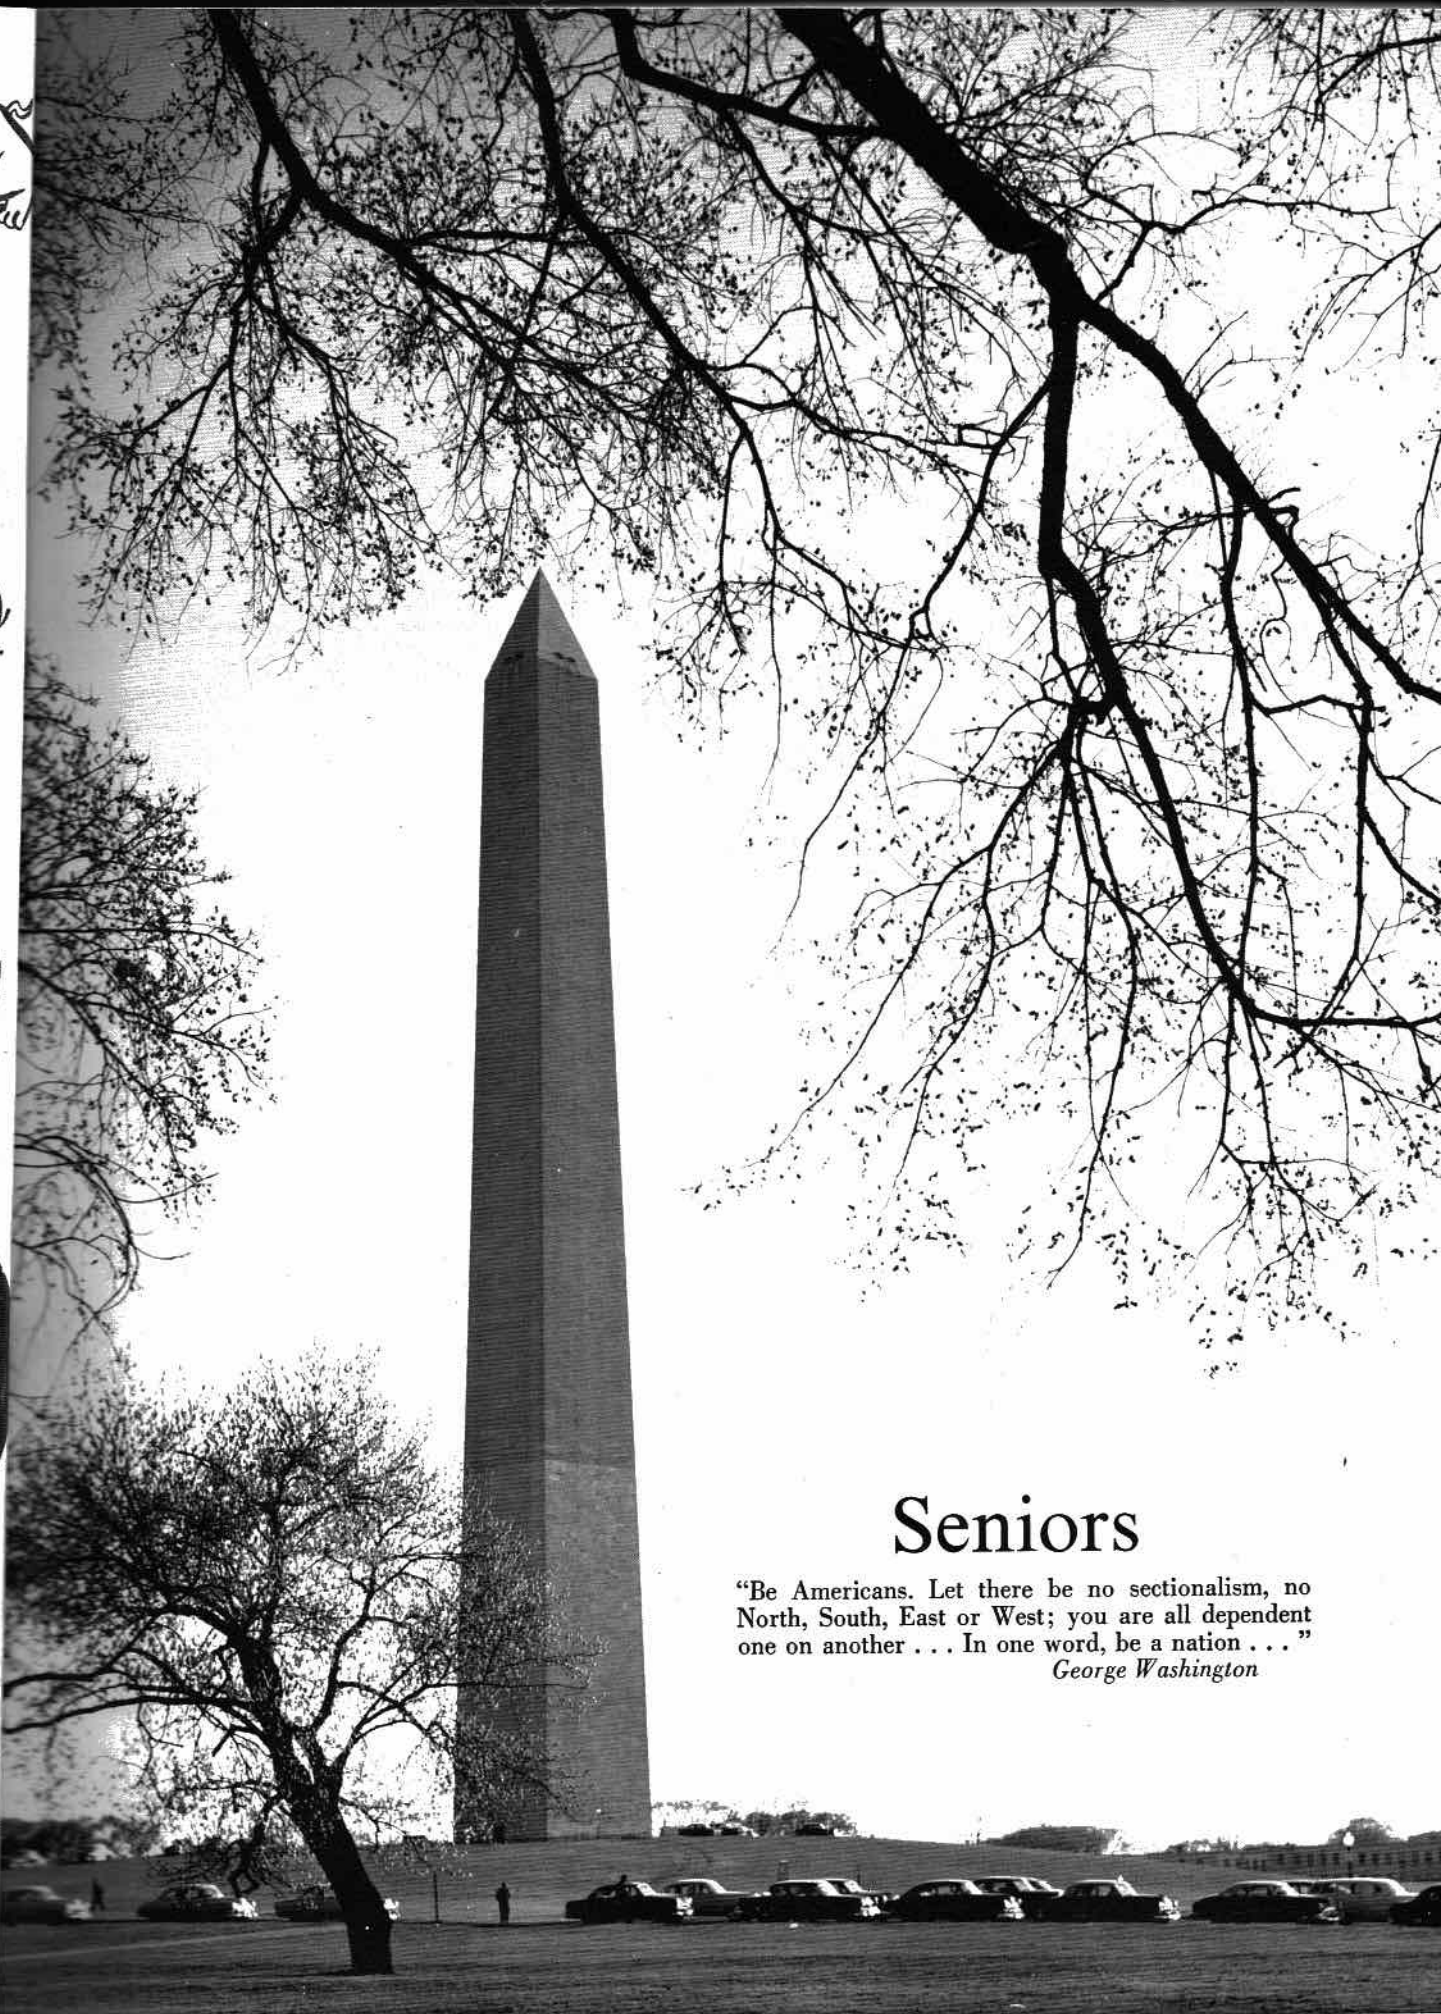 Seniors
“Be Americans. Let there be no sectionalism, no
North, South, East or West; you are all dependent
one on another . . . In one word, be a nation . . . ”
George Washington